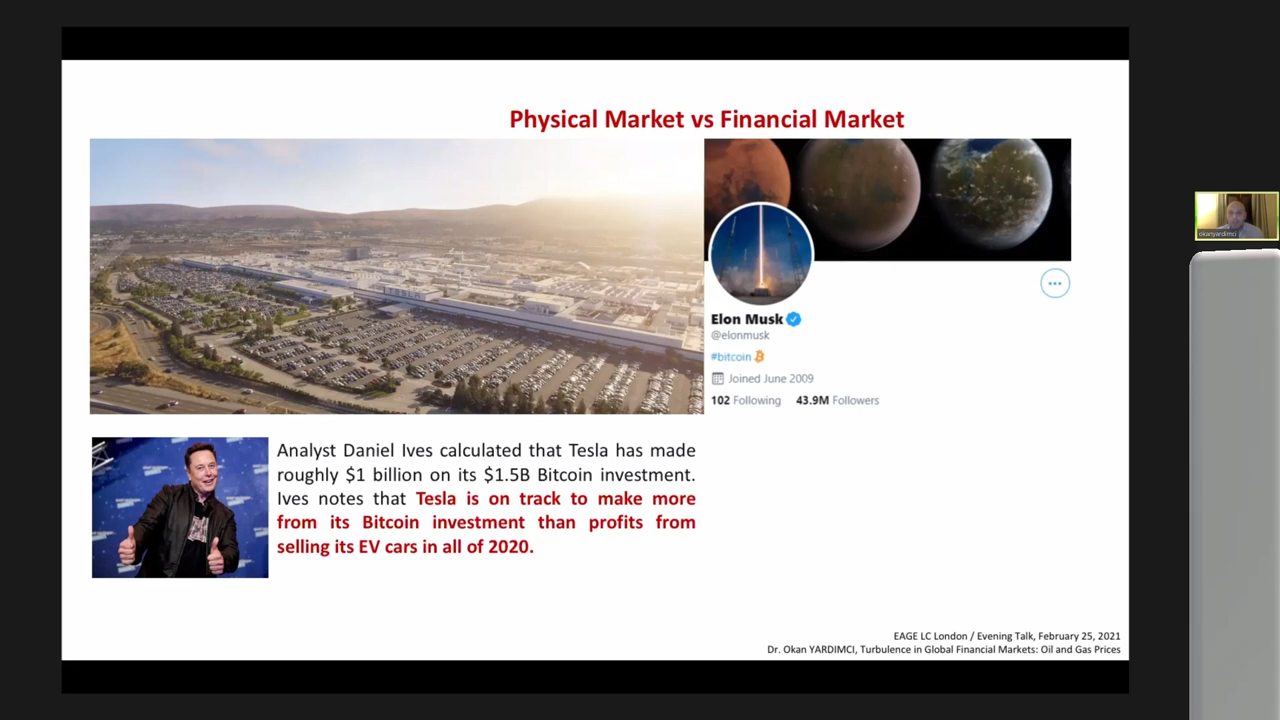 Physical Market vs Financial Market
TESLA
Elon Musk
@elonmusk
#bitcoin
Joined June 2009
102 Following 43.9M Followers
Analyst Daniel Ives calculated that Tesla has made
roughly $1 billion on its $1.5B Bitcoin investment.
Ives notes that Tesla is on track to make more
from its Bitcoin investment than profits from
selling its EV cars in all of 2020.
EAGE LC London / Evening Talk, February 25, 2021
Dr. Okan YARDIMCI, Turbulence in Global Financial Markets: Oil and Gas Prices
okanyardimci